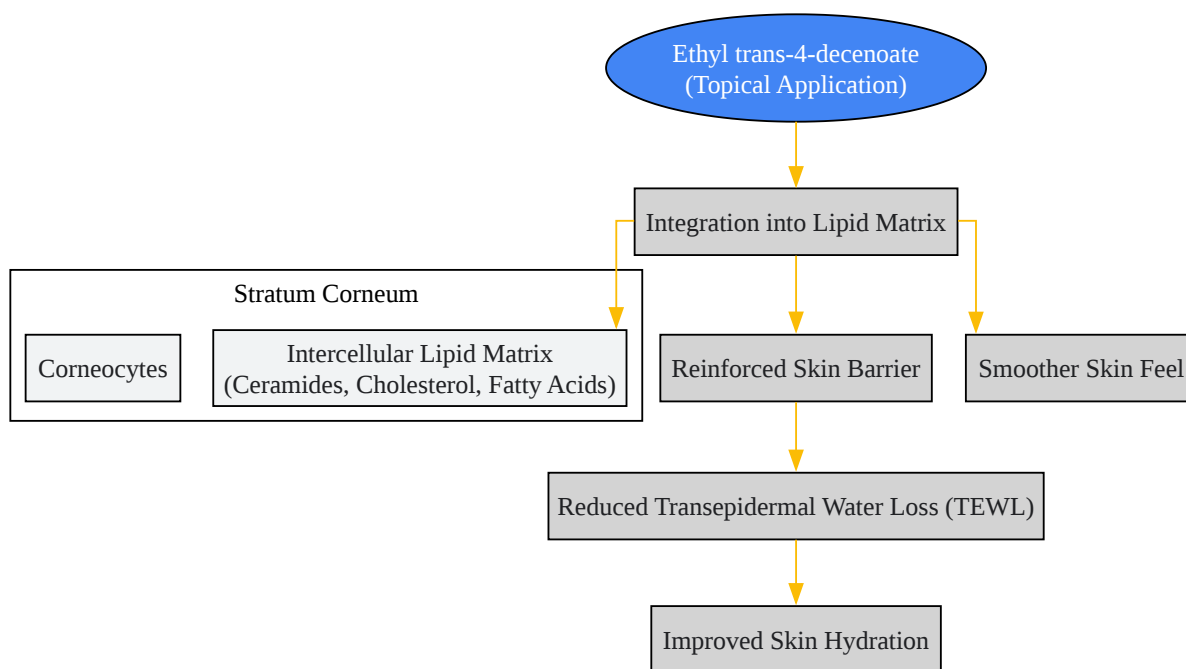 Ethyl trans-4-decenoate
(Topical Application)
Integration into Lipid Matrix
Stratum Corneum
Corneocytes
Intercellular Lipid Matrix
(Ceramides, Cholesterol, Fatty Acids)
Reinforced Skin Barrier
Smoother Skin Feel
Reduced Transepidermal Water Loss (TEWL)
Improved Skin Hydration